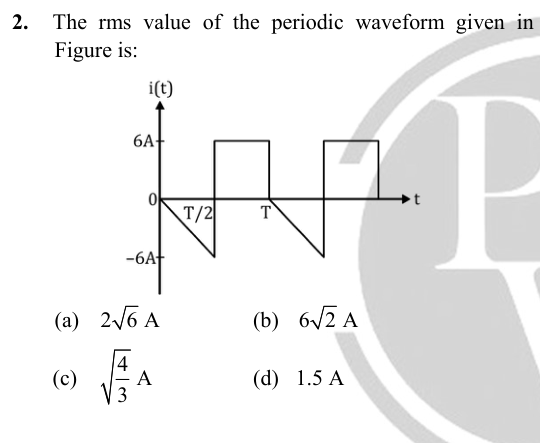 2. The rms value of the periodic waveform given in
Figure is:
i(t)
6A
0
T/2
T
t
-6A
(a) 2√6 A
(b) 6√2 A
(c) √(4/3) A
(d) 1.5 A